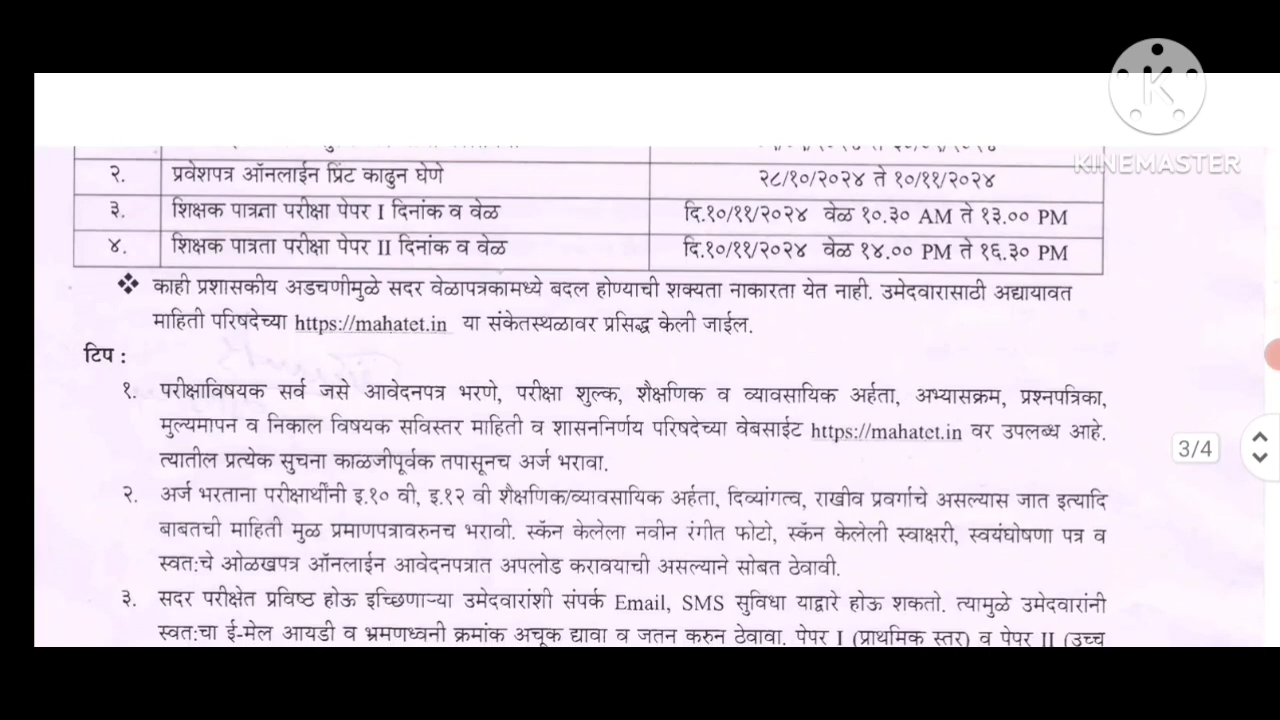 KINEMASTER
२. प्रवेशपत्र ऑनलाईन प्रिंट काढुन घेणे २८/१०/२०२४ ते १०/११/२०२४
३. शिक्षक पात्रता परीक्षा पेपर I दिनांक व वेळ दि.१०/११/२०२४ वेळ १०.३० AM ते १३.०० PM
४. शिक्षक पात्रता परीक्षा पेपर II दिनांक व वेळ दि.१०/११/२०२४ वेळ १४.०० PM ते १६.३० PM
❖ काही प्रशासकीय अडचणीमुळे सदर वेळापत्रकामध्ये बदल होण्याची शक्यता नाकारता येत नाही. उमेदवारासाठी अद्यायावत
माहिती परिषदेच्या https://mahatet.in या संकेतस्थळावर प्रसिद्ध केली जाईल.
टिप :
१. परीक्षाविषयक सर्व जसे आवेदनपत्र भरणे, परीक्षा शुल्क, शैक्षणिक व व्यावसायिक अर्हता, अभ्यासक्रम, प्रश्नपत्रिका,
मुल्यमापन व निकाल विषयक सविस्तर माहिती व शासननिर्णय परिषदेच्या वेबसाईट https://mahatet.in वर उपलब्ध आहे.
त्यातील प्रत्येक सुचना काळजीपूर्वक तपासूनच अर्ज भरावा.
3/4
२. अर्ज भरताना परीक्षार्थीनी इ.१० वी, इ.१२ वी शैक्षणिक/व्यावसायिक अर्हता, दिव्यांगत्व, राखीव प्रवर्गाचे असल्यास जात इत्यादि
बाबतची माहिती मुळ प्रमाणपत्रावरुनच भरावी. स्कॅन केलेला नवीन रंगीत फोटो, स्कॅन केलेली स्वाक्षरी, स्वयंघोषणा पत्र व
स्वत:चे ओळखपत्र ऑनलाईन आवेदनपत्रात अपलोड करावयाची असल्याने सोबत ठेवावी.
३. सदर परीक्षेत प्रविष्ठ होऊ इच्छिणाऱ्या उमेदवारांशी संपर्क Email, SMS सुविधा याद्वारे होऊ शकतो. त्यामुळे उमेदवारांनी
स्वत:चा ई-मेल आयडी व भ्रमणध्वनी क्रमांक अचूक द्यावा व जतन करुन ठेवावा. पेपर I (प्राथमिक स्तर) व पेपर II (उच्च